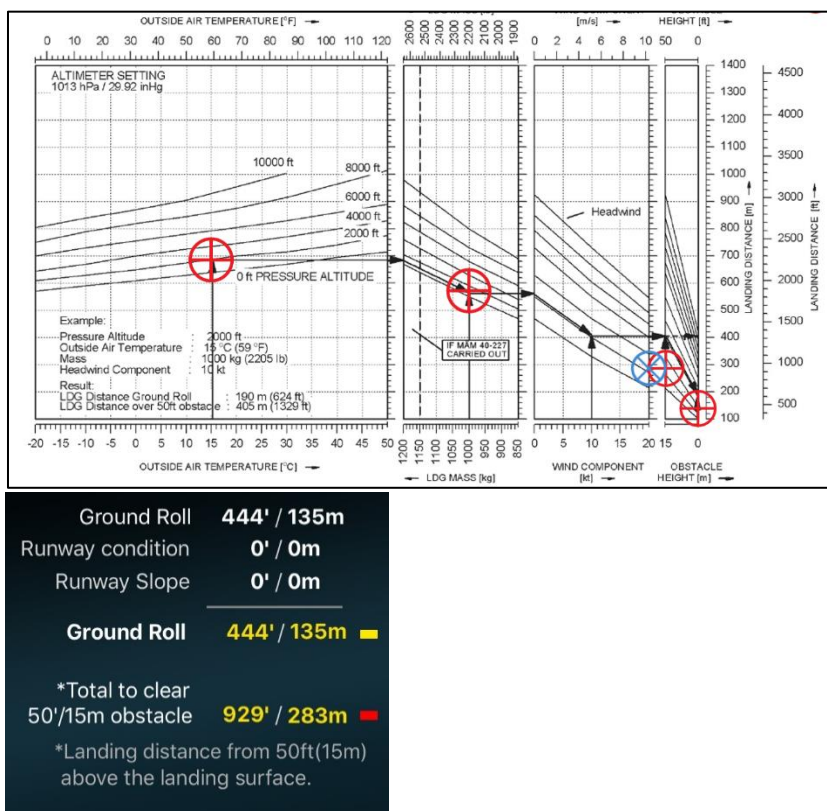 OUTSIDE AIR TEMPERATURE [°F]
[m/s]
HEIGHT [ft]
0 10 20 30 40 50 60 70 80 90 100 110 120
2600 2500 2400 2300 2200 2100 2000 1900
0 5 10
50 0
ALTIMETER SETTING
1013 hPa / 29.92 inHg
10000 ft
8000 ft
6000 ft
4000 ft
2000 ft
0 ft PRESSURE ALTITUDE
Headwind
IF MAM 40-227
CARRIED OUT
Example:
Pressure Altitude : 2000 ft
Outside Air Temperature : 15 °C (59 °F)
Mass : 1000 kg (2205 lb)
Headwind Component : 10 kt
Result:
LDG Distance Ground Roll : 190 m (624 ft)
LDG Distance over 50ft obstacle : 405 m (1329 ft)
1400
1300
1200
1100
1000
900
800
700
600
500
400
300
200
100
LANDING DISTANCE [m]
4500
4000
3500
3000
2500
2000
1500
1000
500
LANDING DISTANCE [ft]
-20 -15 -10 -5 0 5 10 15 20 25 30 35 40 45 50
1200 1150 1100 1050 1000 950 900 850
0 5 10 15 20
15 0
OUTSIDE AIR TEMPERATURE [°C]
LDG MASS [kg]
WIND COMPONENT
[kt]
OBSTACLE
HEIGHT [m]
Ground Roll 444' / 135m
Runway condition 0' / 0m
Runway Slope 0' / 0m
Ground Roll 444' / 135m
*Total to clear
50'/15m obstacle 929' / 283m
*Landing distance from 50ft(15m)
above the landing surface.